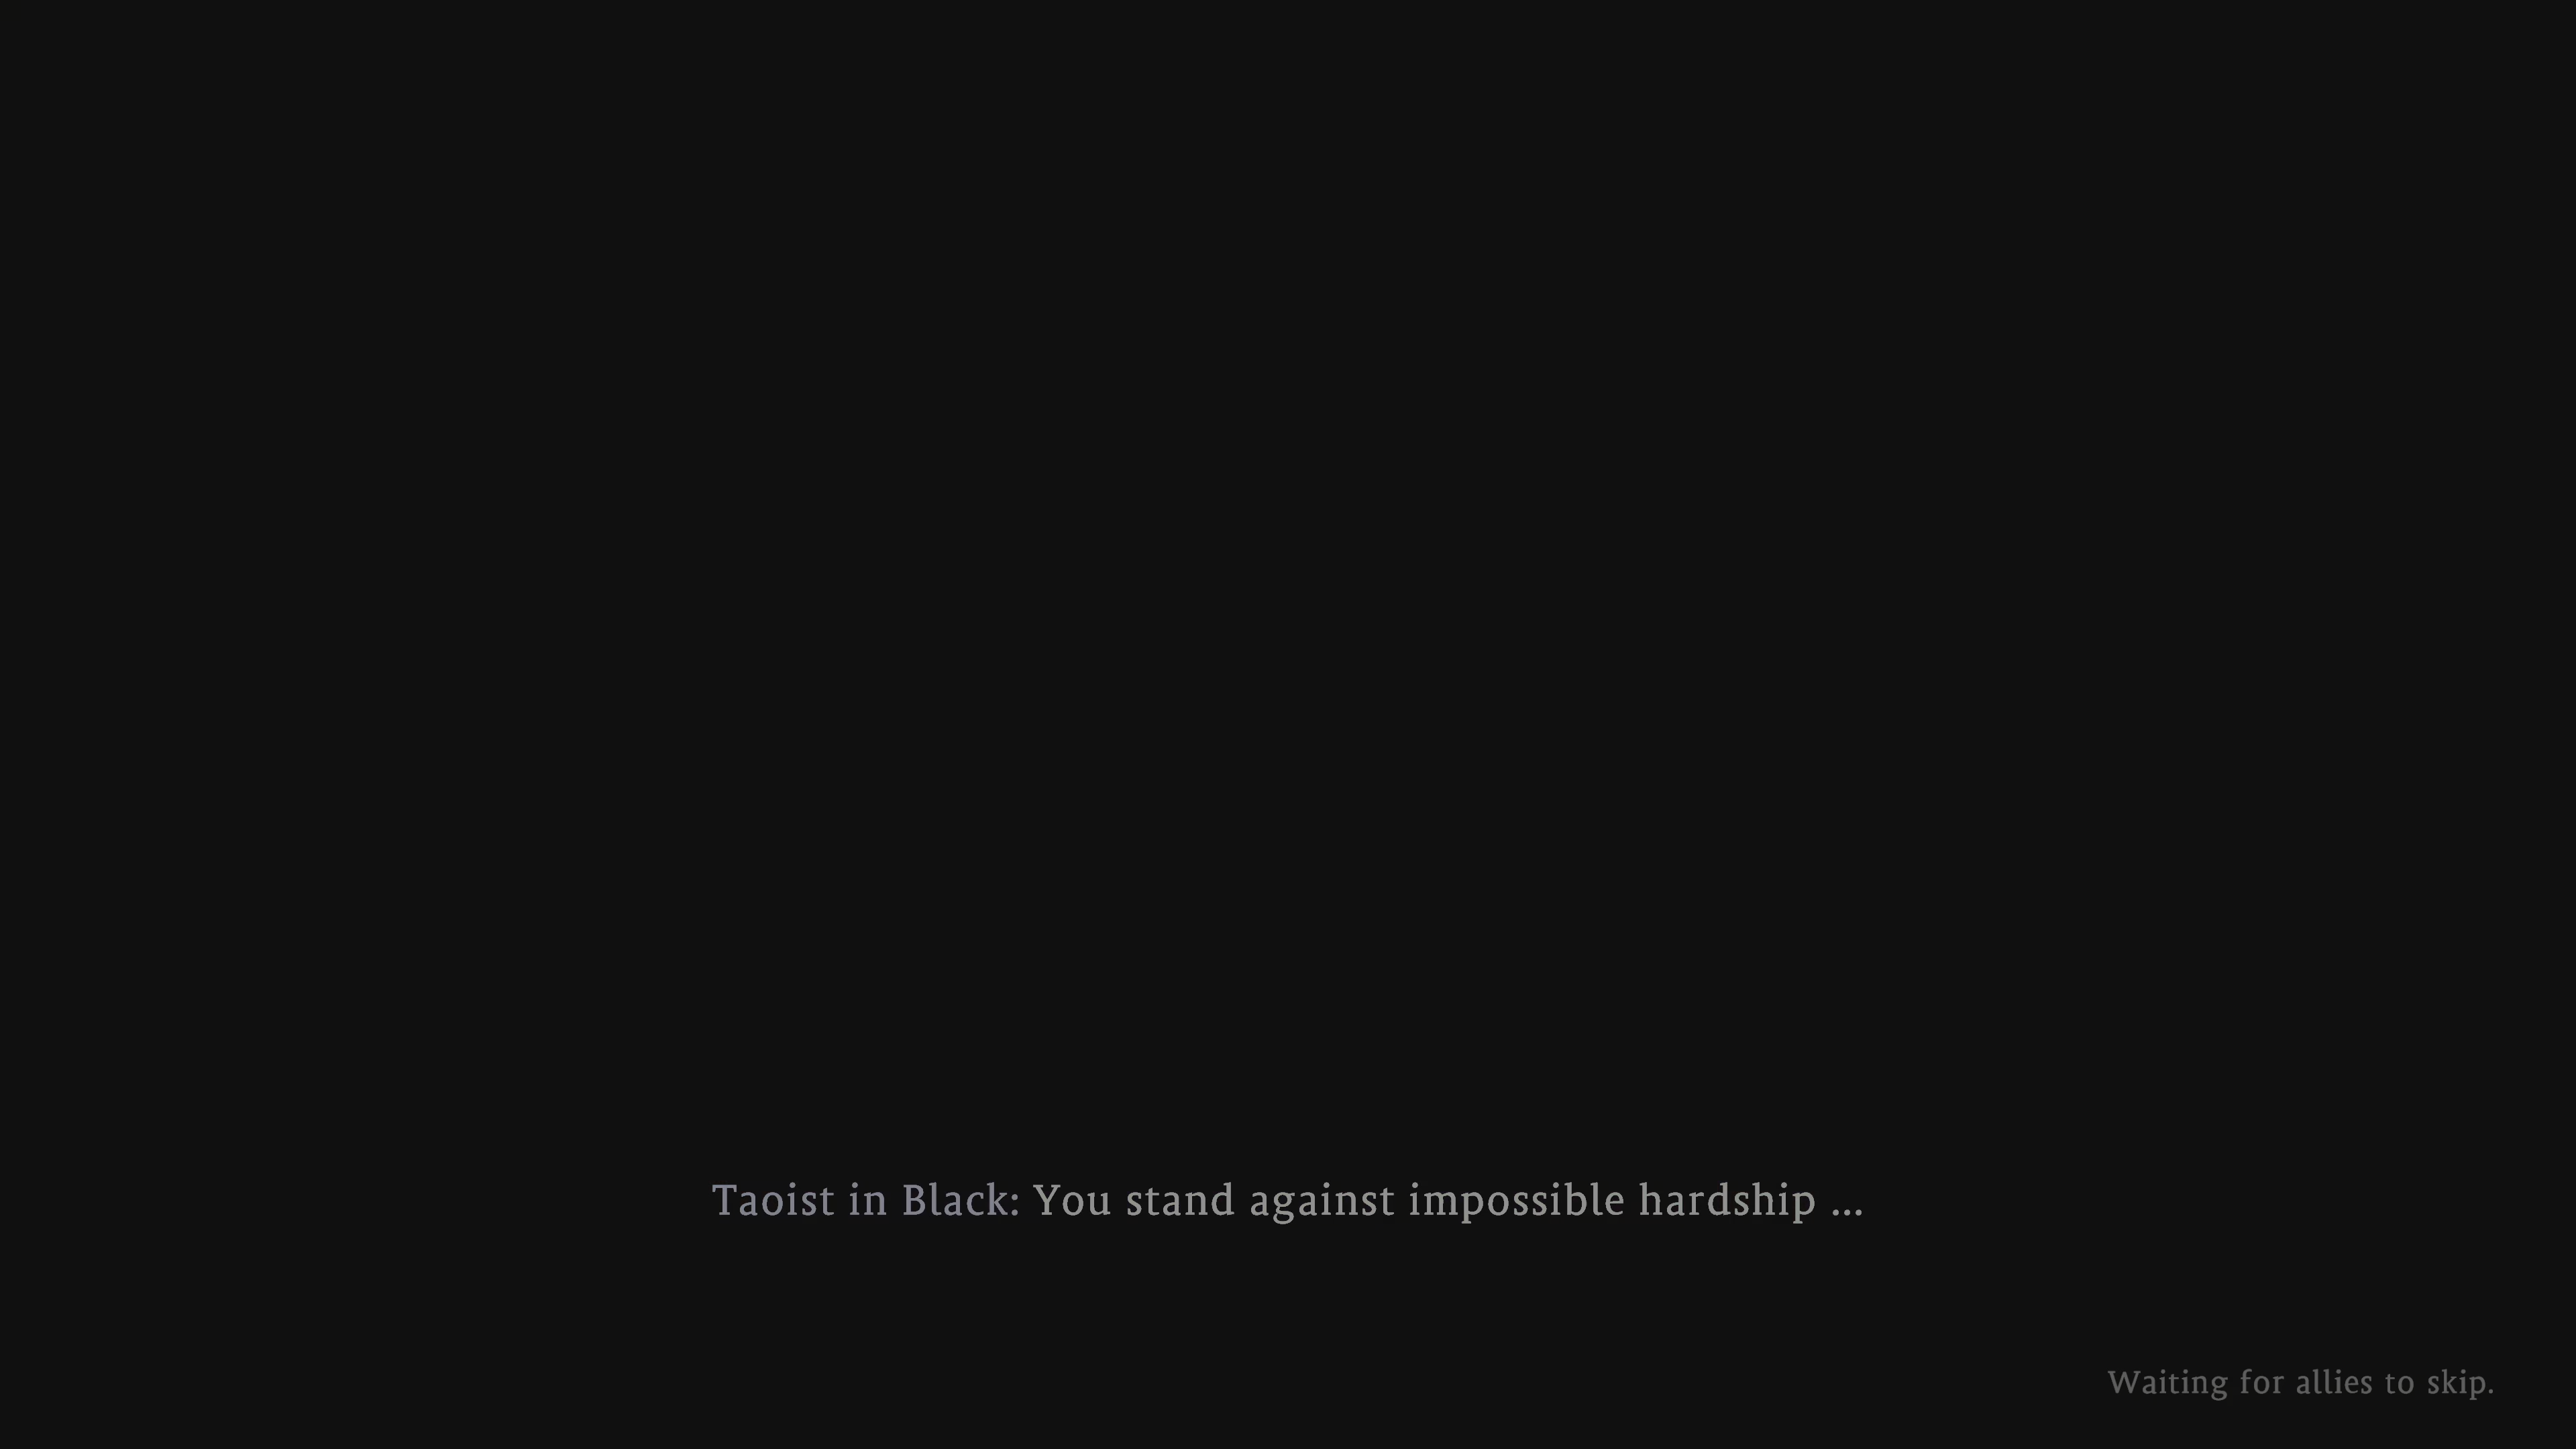 Taoist in Black: You stand against impossible hardship ...
Waiting for allies to skip.